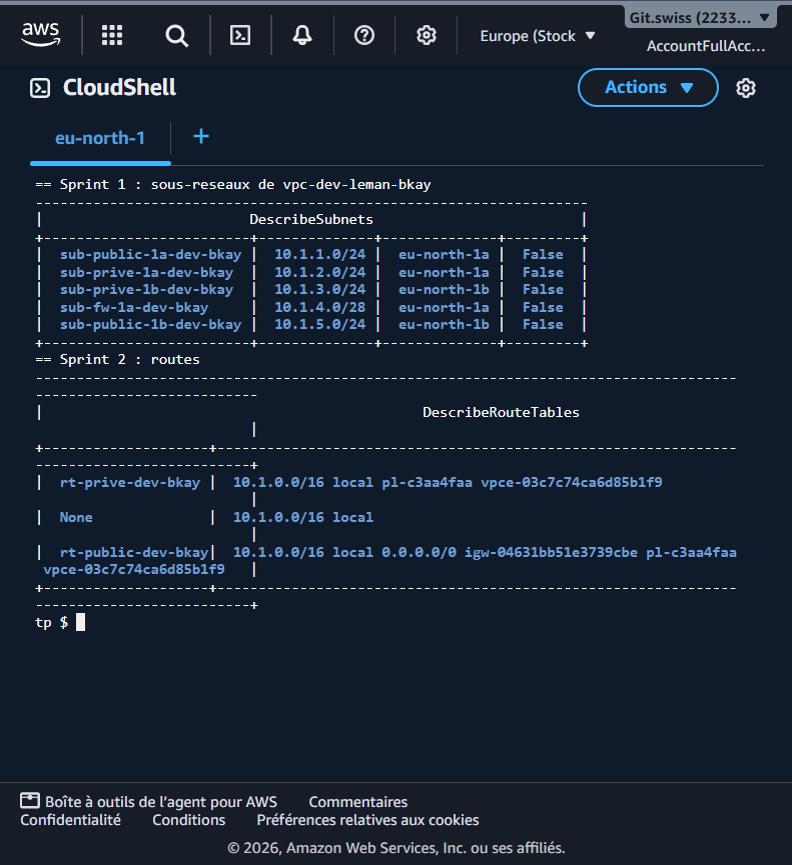 aws
Europe (Stock
Git.swiss (2233...
AccountFullAcc...
CloudShell
Actions
eu-north-1
+
== Sprint 1 : sous-reseaux de vpc-dev-leman-bkay
-------------------------------------------------------------------
|                         DescribeSubnets                         |
+--------------------------+--------------+--------------+---------+
|  sub-public-1a-dev-bkay |  10.1.1.0/24 |  eu-north-1a |  False  |
|  sub-prive-1a-dev-bkay  |  10.1.2.0/24 |  eu-north-1a |  False  |
|  sub-prive-1b-dev-bkay  |  10.1.3.0/24 |  eu-north-1b |  False  |
|  sub-fw-1a-dev-bkay     |  10.1.4.0/28 |  eu-north-1a |  False  |
|  sub-public-1b-dev-bkay |  10.1.5.0/24 |  eu-north-1b |  False  |
+--------------------------+--------------+--------------+---------+
== Sprint 2 : routes
-------------------------------------------------------------------------------------
---------------------------
|                                              DescribeRouteTables
                          |
+---------------------+---------------------------------------------------------------
--------------------------+
|  rt-prive-dev-bkay |  10.1.0.0/16 local pl-c3aa4faa vpce-03c7c74ca6d85b1f9
                          |
|  None              |  10.1.0.0/16 local
                          |
|  rt-public-dev-bkay|  10.1.0.0/16 local 0.0.0.0/0 igw-04631bb51e3739cbe pl-c3aa4faa
 vpce-03c7c74ca6d85b1f9   |
+---------------------+---------------------------------------------------------------
--------------------------+
tp $
Boîte à outils de l'agent pour AWS Commentaires
Confidentialité Conditions Préférences relatives aux cookies
© 2026, Amazon Web Services, Inc. ou ses affiliés.